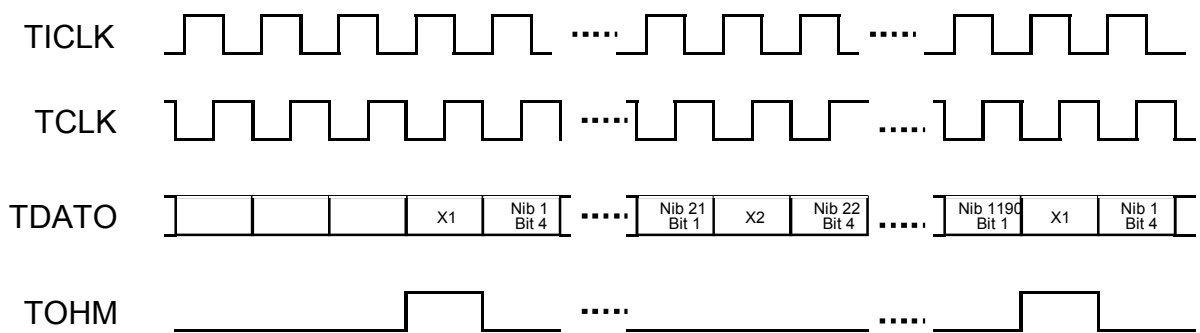 TICLK
TCLK
TDATO X1 Nib 1 Bit 4 Nib 21 Bit 1 X2 Nib 22 Bit 4 Nib 1190 Bit 1 X1 Nib 1 Bit 4
TOHM